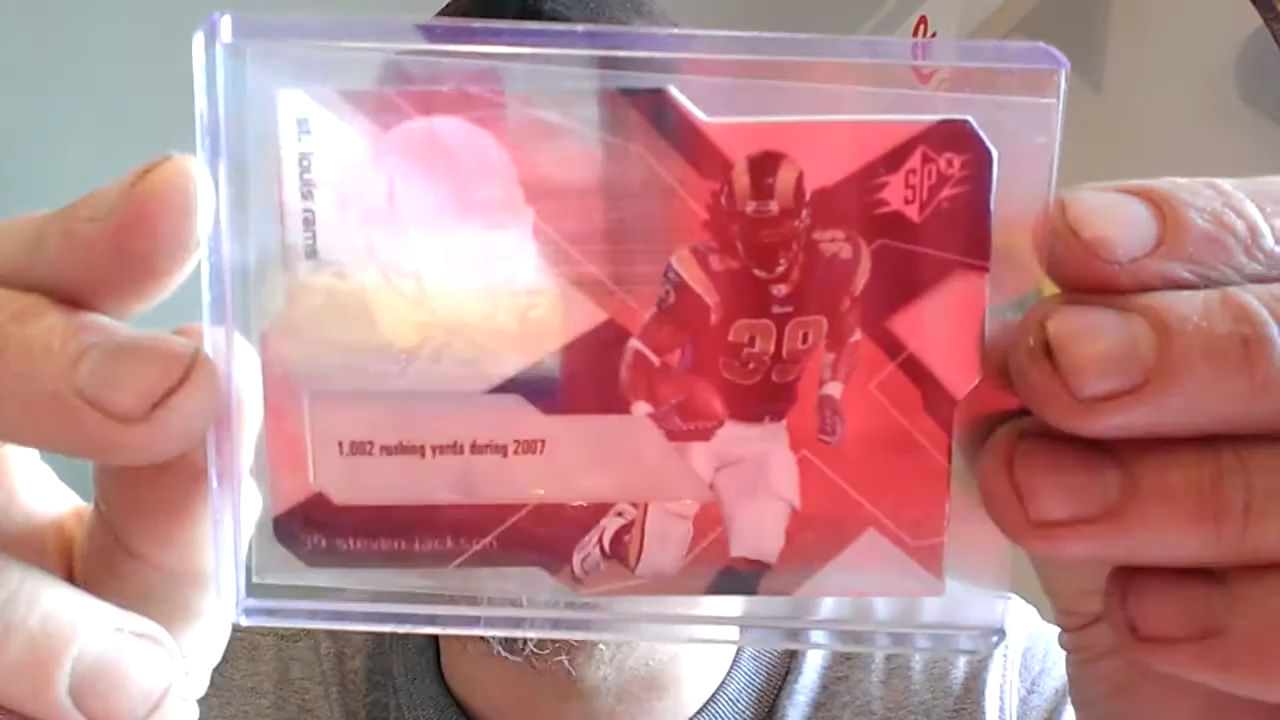 st. louis rams
SPx
39
1,002 rushing yards during 2007
39 steven jackson